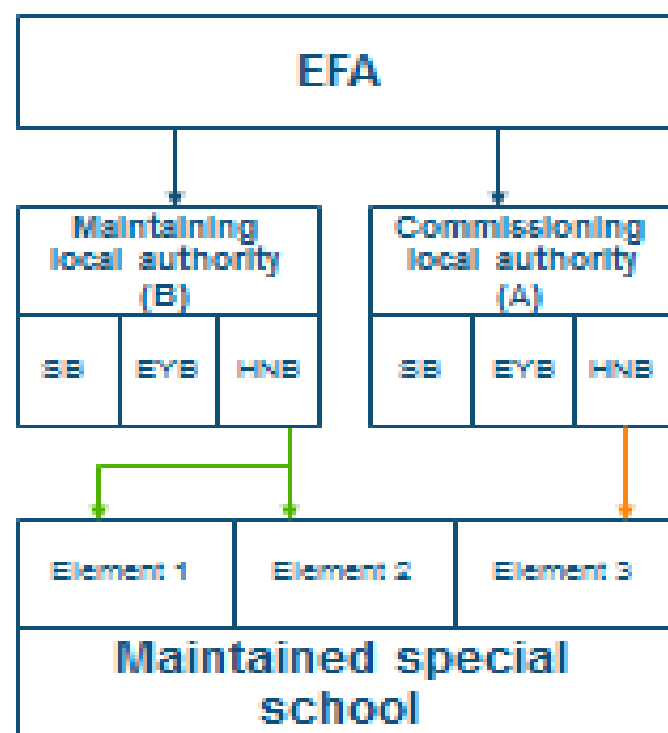 EFA
Maintaining
local authority
(B)
Commissioning
local authority
(A)
SB
EYB
HNB
SB
EYB
HNB
Element 1
Element 2
Element 3
Maintained special
school